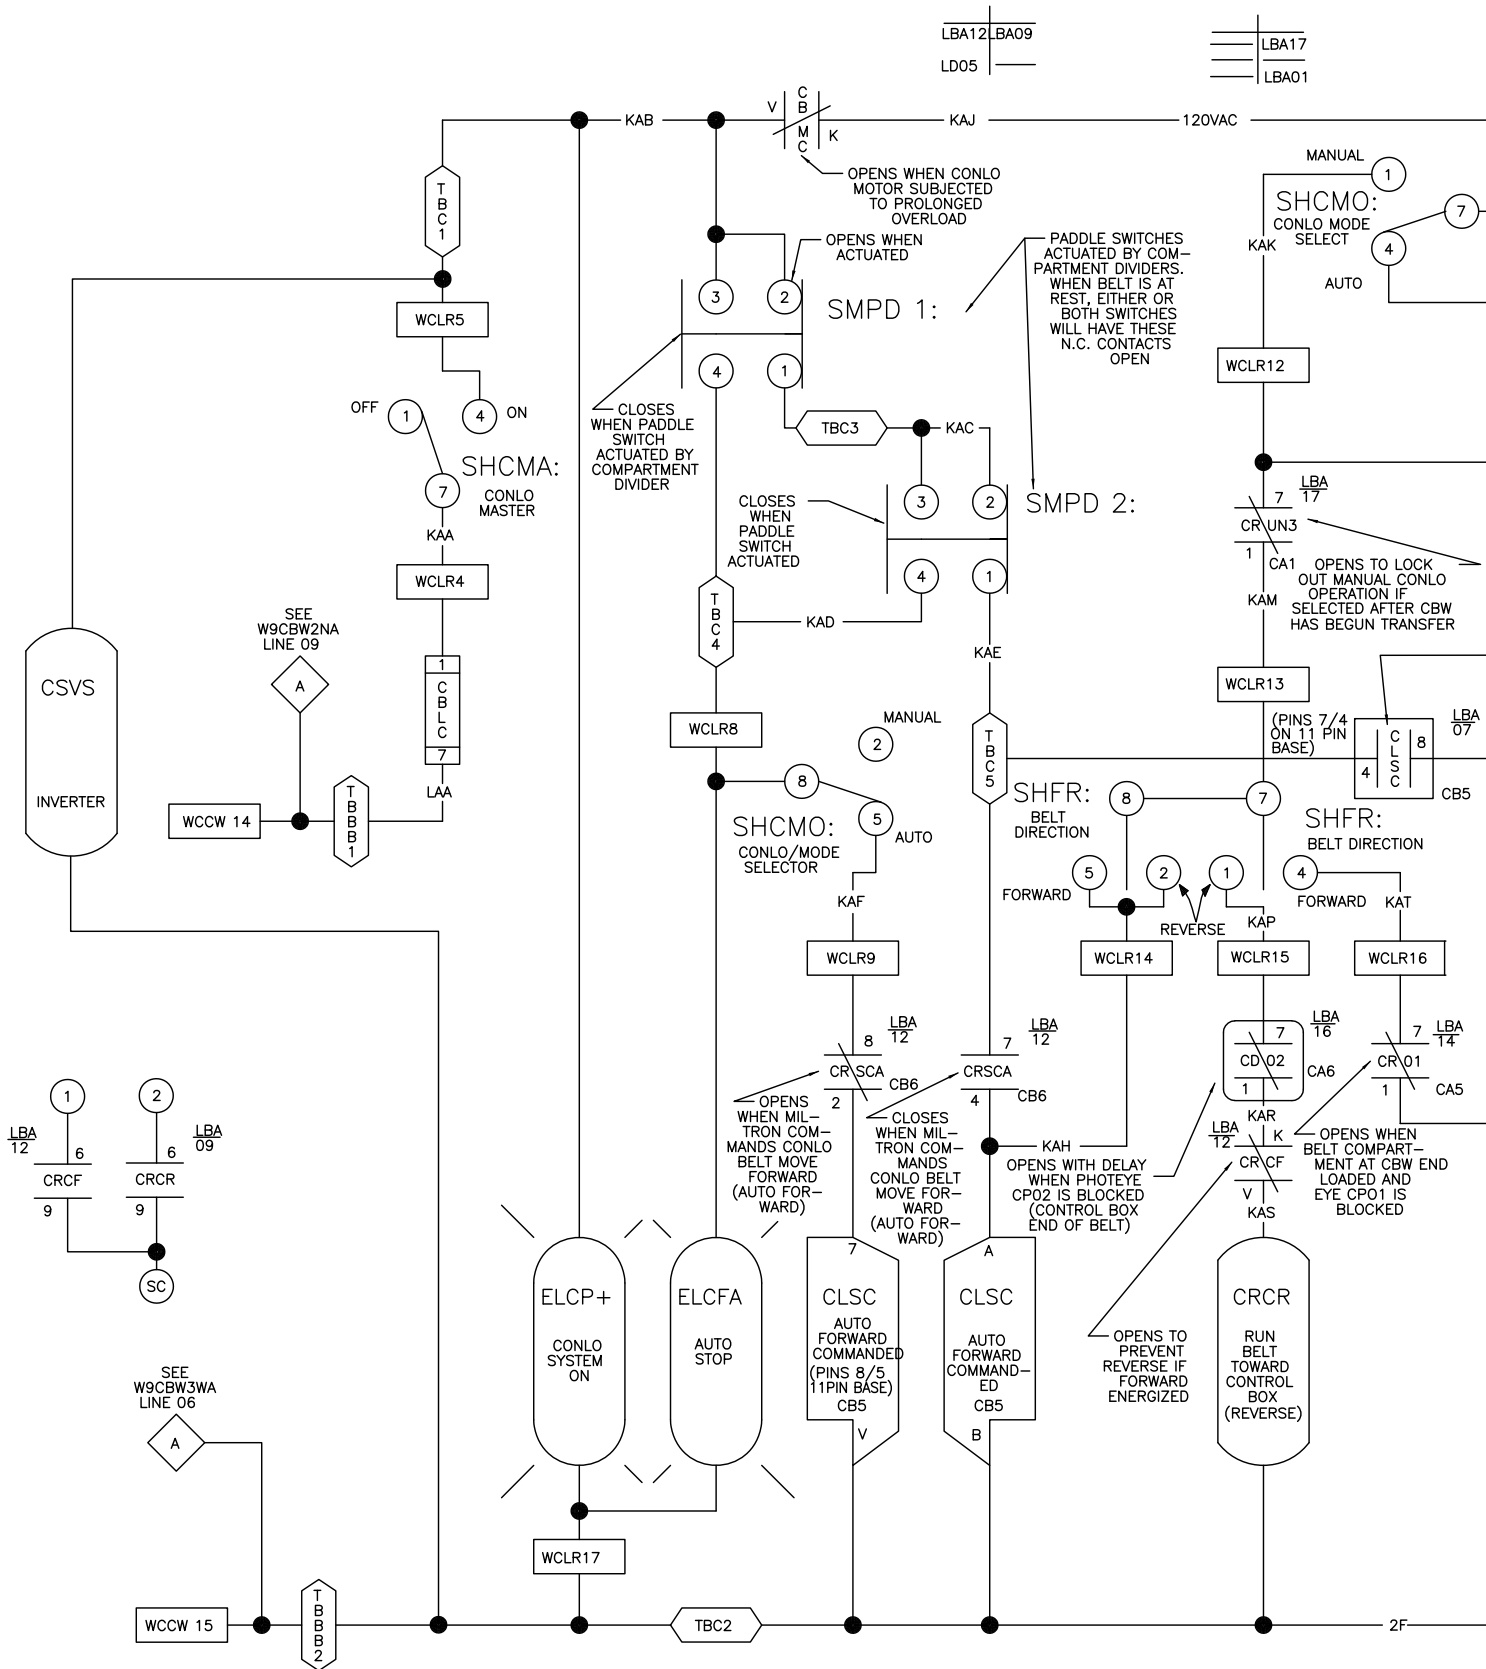 LBA12 LBA09
LD05
LBA17
LBA01
KAB
V
CBMC
K
KAJ
120VAC
OPENS WHEN CONLO
MOTOR SUBJECTED
TO PROLONGED
OVERLOAD
MANUAL
1
SHCMO:
CONLO MODE
SELECT
7
4
AUTO
KAK
TBC1
OPENS WHEN
ACTUATED
PADDLE SWITCHES
ACTUATED BY COM-
PARTMENT DIVIDERS.
WHEN BELT IS AT
REST, EITHER OR
BOTH SWITCHES
WILL HAVE THESE
N.C. CONTACTS
OPEN
3
2
SMPD 1:
4
1
WCLR5
WCLR12
OFF
1
4
ON
SHCMA:
CONLO
MASTER
7
KAA
WCLR4
CLOSES
WHEN PADDLE
SWITCH
ACTUATED BY
COMPARTMENT
DIVIDER
TBC3
KAC
CLOSES
WHEN
PADDLE
SWITCH
ACTUATED
3
2
SMPD 2:
4
1
7
LBA
17
CR UN3
1
CA1
OPENS TO LOCK
OUT MANUAL CONLO
OPERATION IF
SELECTED AFTER CBW
HAS BEGUN TRANSFER
KAM
SEE
W9CBW2NA
LINE 09
A
TBC4
KAD
KAE
CSVS
INVERTER
1
CBLC
7
LAA
WCLR13
WCLR8
MANUAL
2
TBC5
(PINS 7/4
ON 11 PIN
BASE)
4
CLSC
8
LBA
07
CB5
WCCW 14
TBBB1
8
5
AUTO
SHCMO:
CONLO/MODE
SELECTOR
SHFR:
BELT
DIRECTION
8
7
SHFR:
BELT DIRECTION
5
FORWARD
2
1
REVERSE
4
FORWARD
KAF
KAP
KAT
WCLR9
WCLR14
WCLR15
WCLR16
8
LBA
12
CR SCA
2
CB6
7
LBA
12
CRSCA
4
CB6
7
LBA
16
CD 02
1
CA6
7
LBA
14
CR 01
1
CA5
1
2
LBA
12
6
CRCF
9
6
LBA
09
CRCR
9
SC
OPENS
WHEN MIL-
TRON COM-
MANDS CONLO
BELT MOVE
FORWARD
(AUTO FOR-
WARD)
CLOSES
WHEN MIL-
TRON COM-
MANDS
CONLO BELT
MOVE FOR-
WARD
(AUTO FOR-
WARD)
KAH
OPENS WITH DELAY
WHEN PHOTEYE
CP02 IS BLOCKED
(CONTROL BOX
END OF BELT)
KAR
LBA
12
K
CR CF
V
KAS
OPENS WHEN
BELT COMPART-
MENT AT CBW END
LOADED AND
EYE CP01 IS
BLOCKED
ELCP+
CONLO
SYSTEM
ON
ELCFA
AUTO
STOP
7
CLSC
AUTO
FORWARD
COMMANDED
(PINS 8/5
11PIN BASE)
CB5
V
A
CLSC
AUTO
FORWARD
COMMAND-
ED
CB5
B
OPENS TO
PREVENT
REVERSE IF
FORWARD
ENERGIZED
CRCR
RUN
BELT
TOWARD
CONTROL
BOX
(REVERSE)
SEE
W9CBW3WA
LINE 06
A
WCLR17
WCCW 15
TBBB2
TBC2
2F